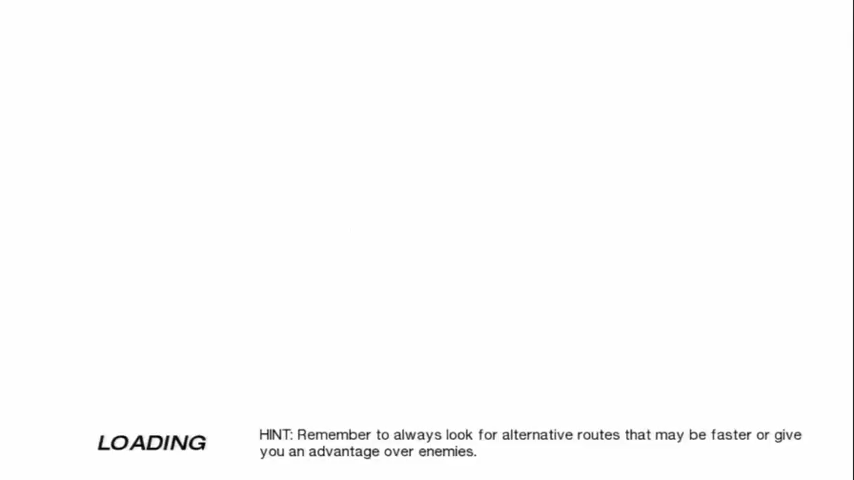 LOADING
HINT: Remember to always look for alternative routes that may be faster or give
you an advantage over enemies.